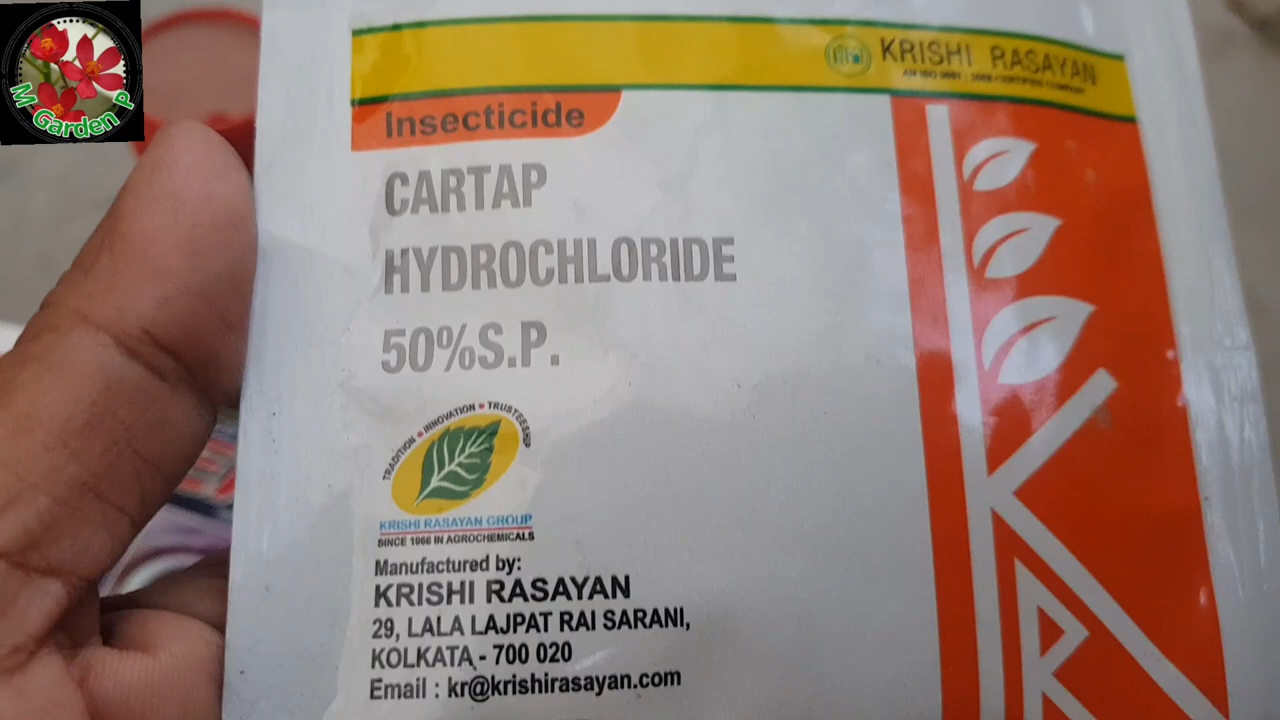 M Garden P
KRISHI RASAYAN
AN ISO 9001 : 2008 CERTIFIED COMPANY
Insecticide
CARTAP
HYDROCHLORIDE
50%S.P.
TRADITION • INNOVATION • TRUSTEESHIP
KRISHI RASAYAN GROUP
SINCE 1966 IN AGROCHEMICALS
Manufactured by:
KRISHI RASAYAN
29, LALA LAJPAT RAI SARANI,
KOLKATA - 700 020
Email : kr@krishirasayan.com
KR